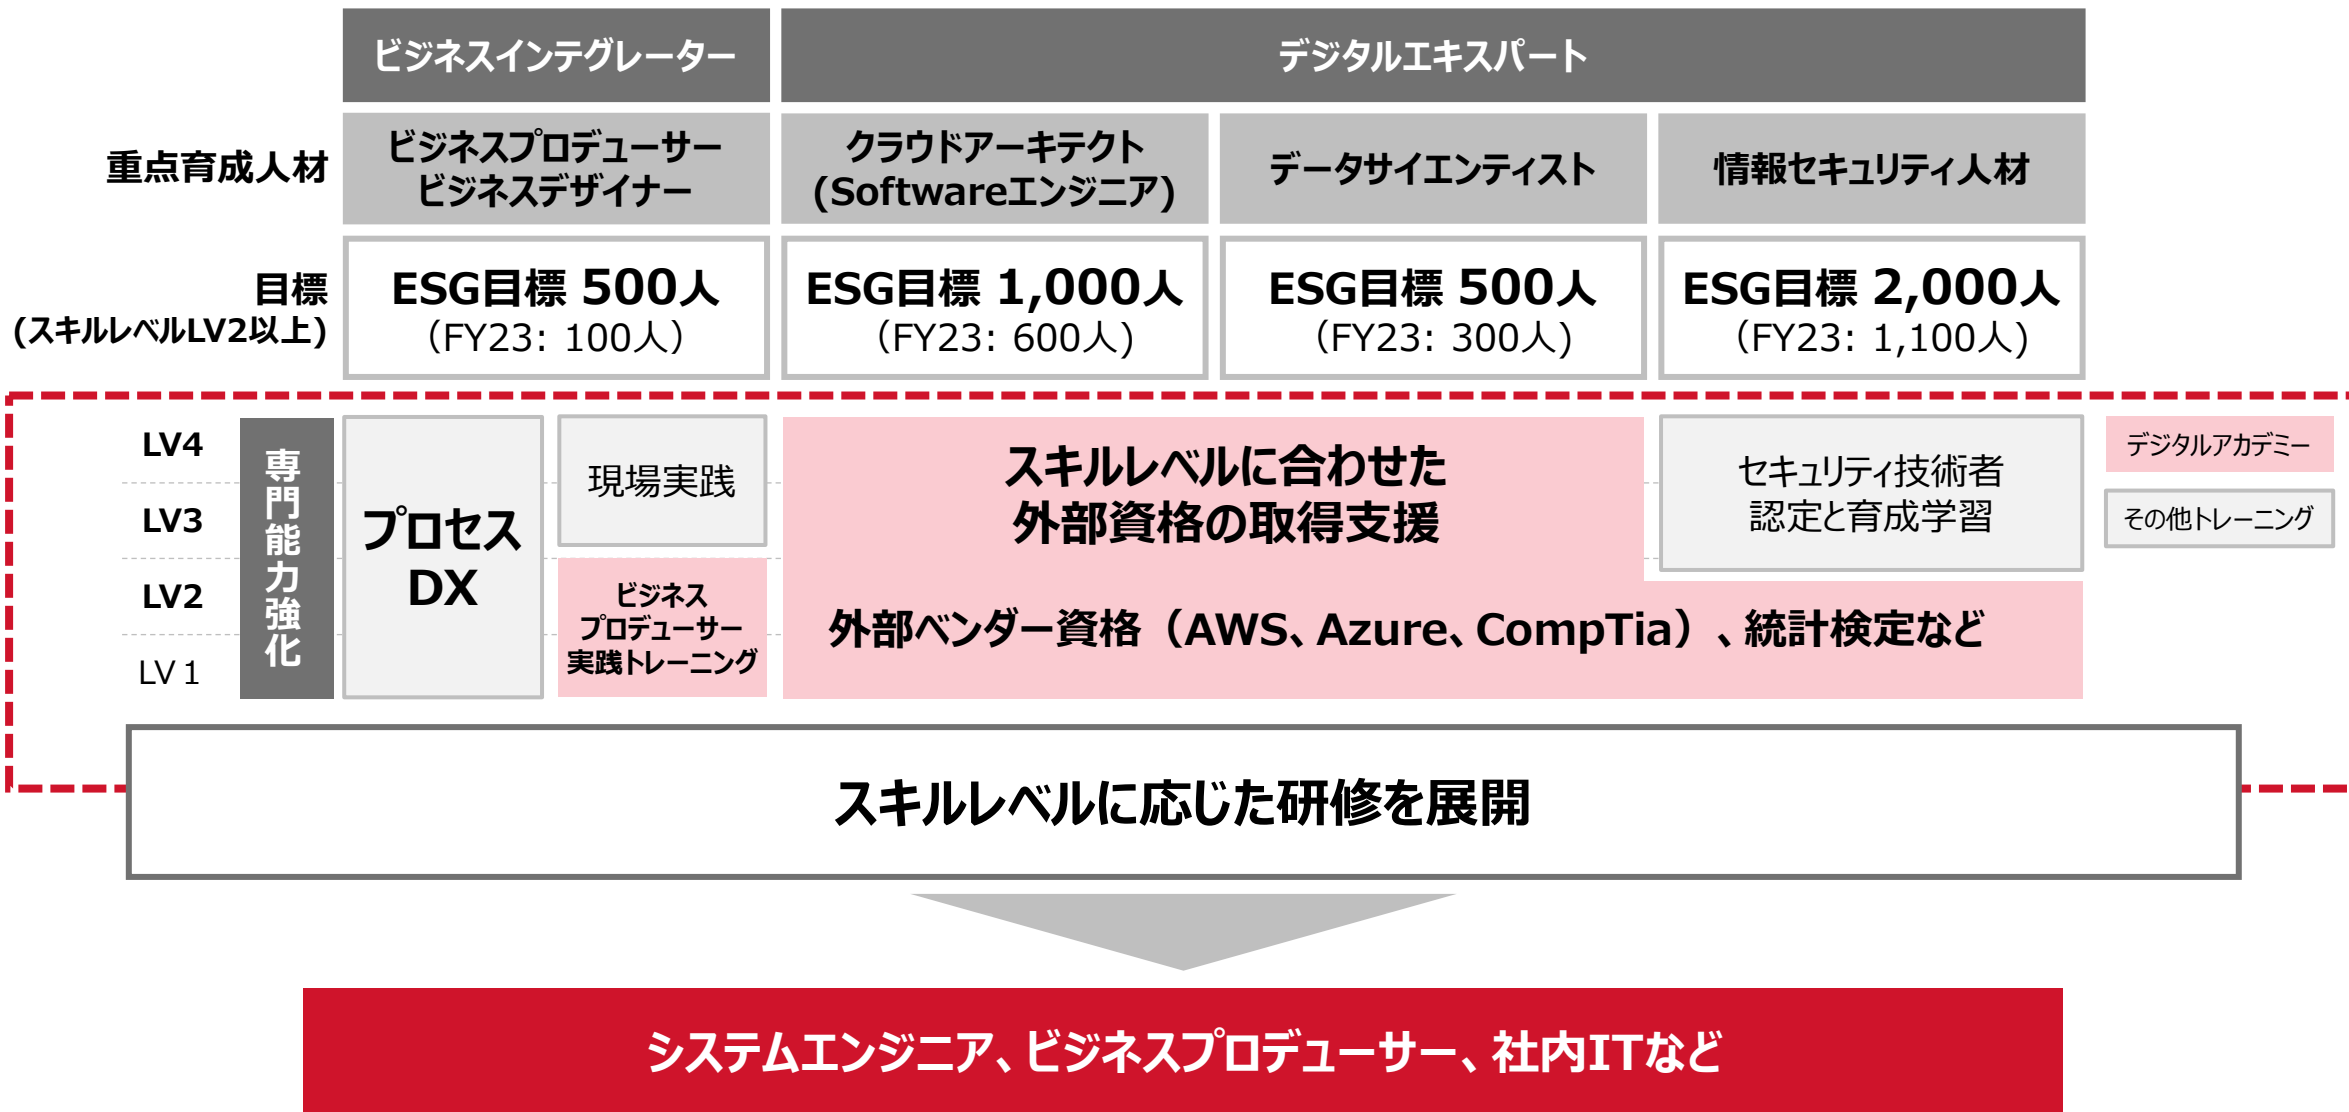 ビジネスインテグレーター
デジタルエキスパート
重点育成人材
ビジネスプロデューサー
ビジネスデザイナー
クラウドアーキテクト
(Softwareエンジニア)
データサイエンティスト
情報セキュリティ人材
目標
(スキルレベルLV2以上)
ESG目標 500人
（FY23: 100人）
ESG目標 1,000人
（FY23: 600人)
ESG目標 500人
（FY23: 300人)
ESG目標 2,000人
（FY23: 1,100人)
LV4
LV3
LV2
LV１
専門能力強化
プロセス
DX
現場実践
ビジネス
プロデューサー
実践トレーニング
スキルレベルに合わせた
外部資格の取得支援
外部ベンダー資格（AWS、Azure、CompTia）、統計検定など
セキュリティ技術者
認定と育成学習
デジタルアカデミー
その他トレーニング
スキルレベルに応じた研修を展開
システムエンジニア、ビジネスプロデューサー、社内ITなど